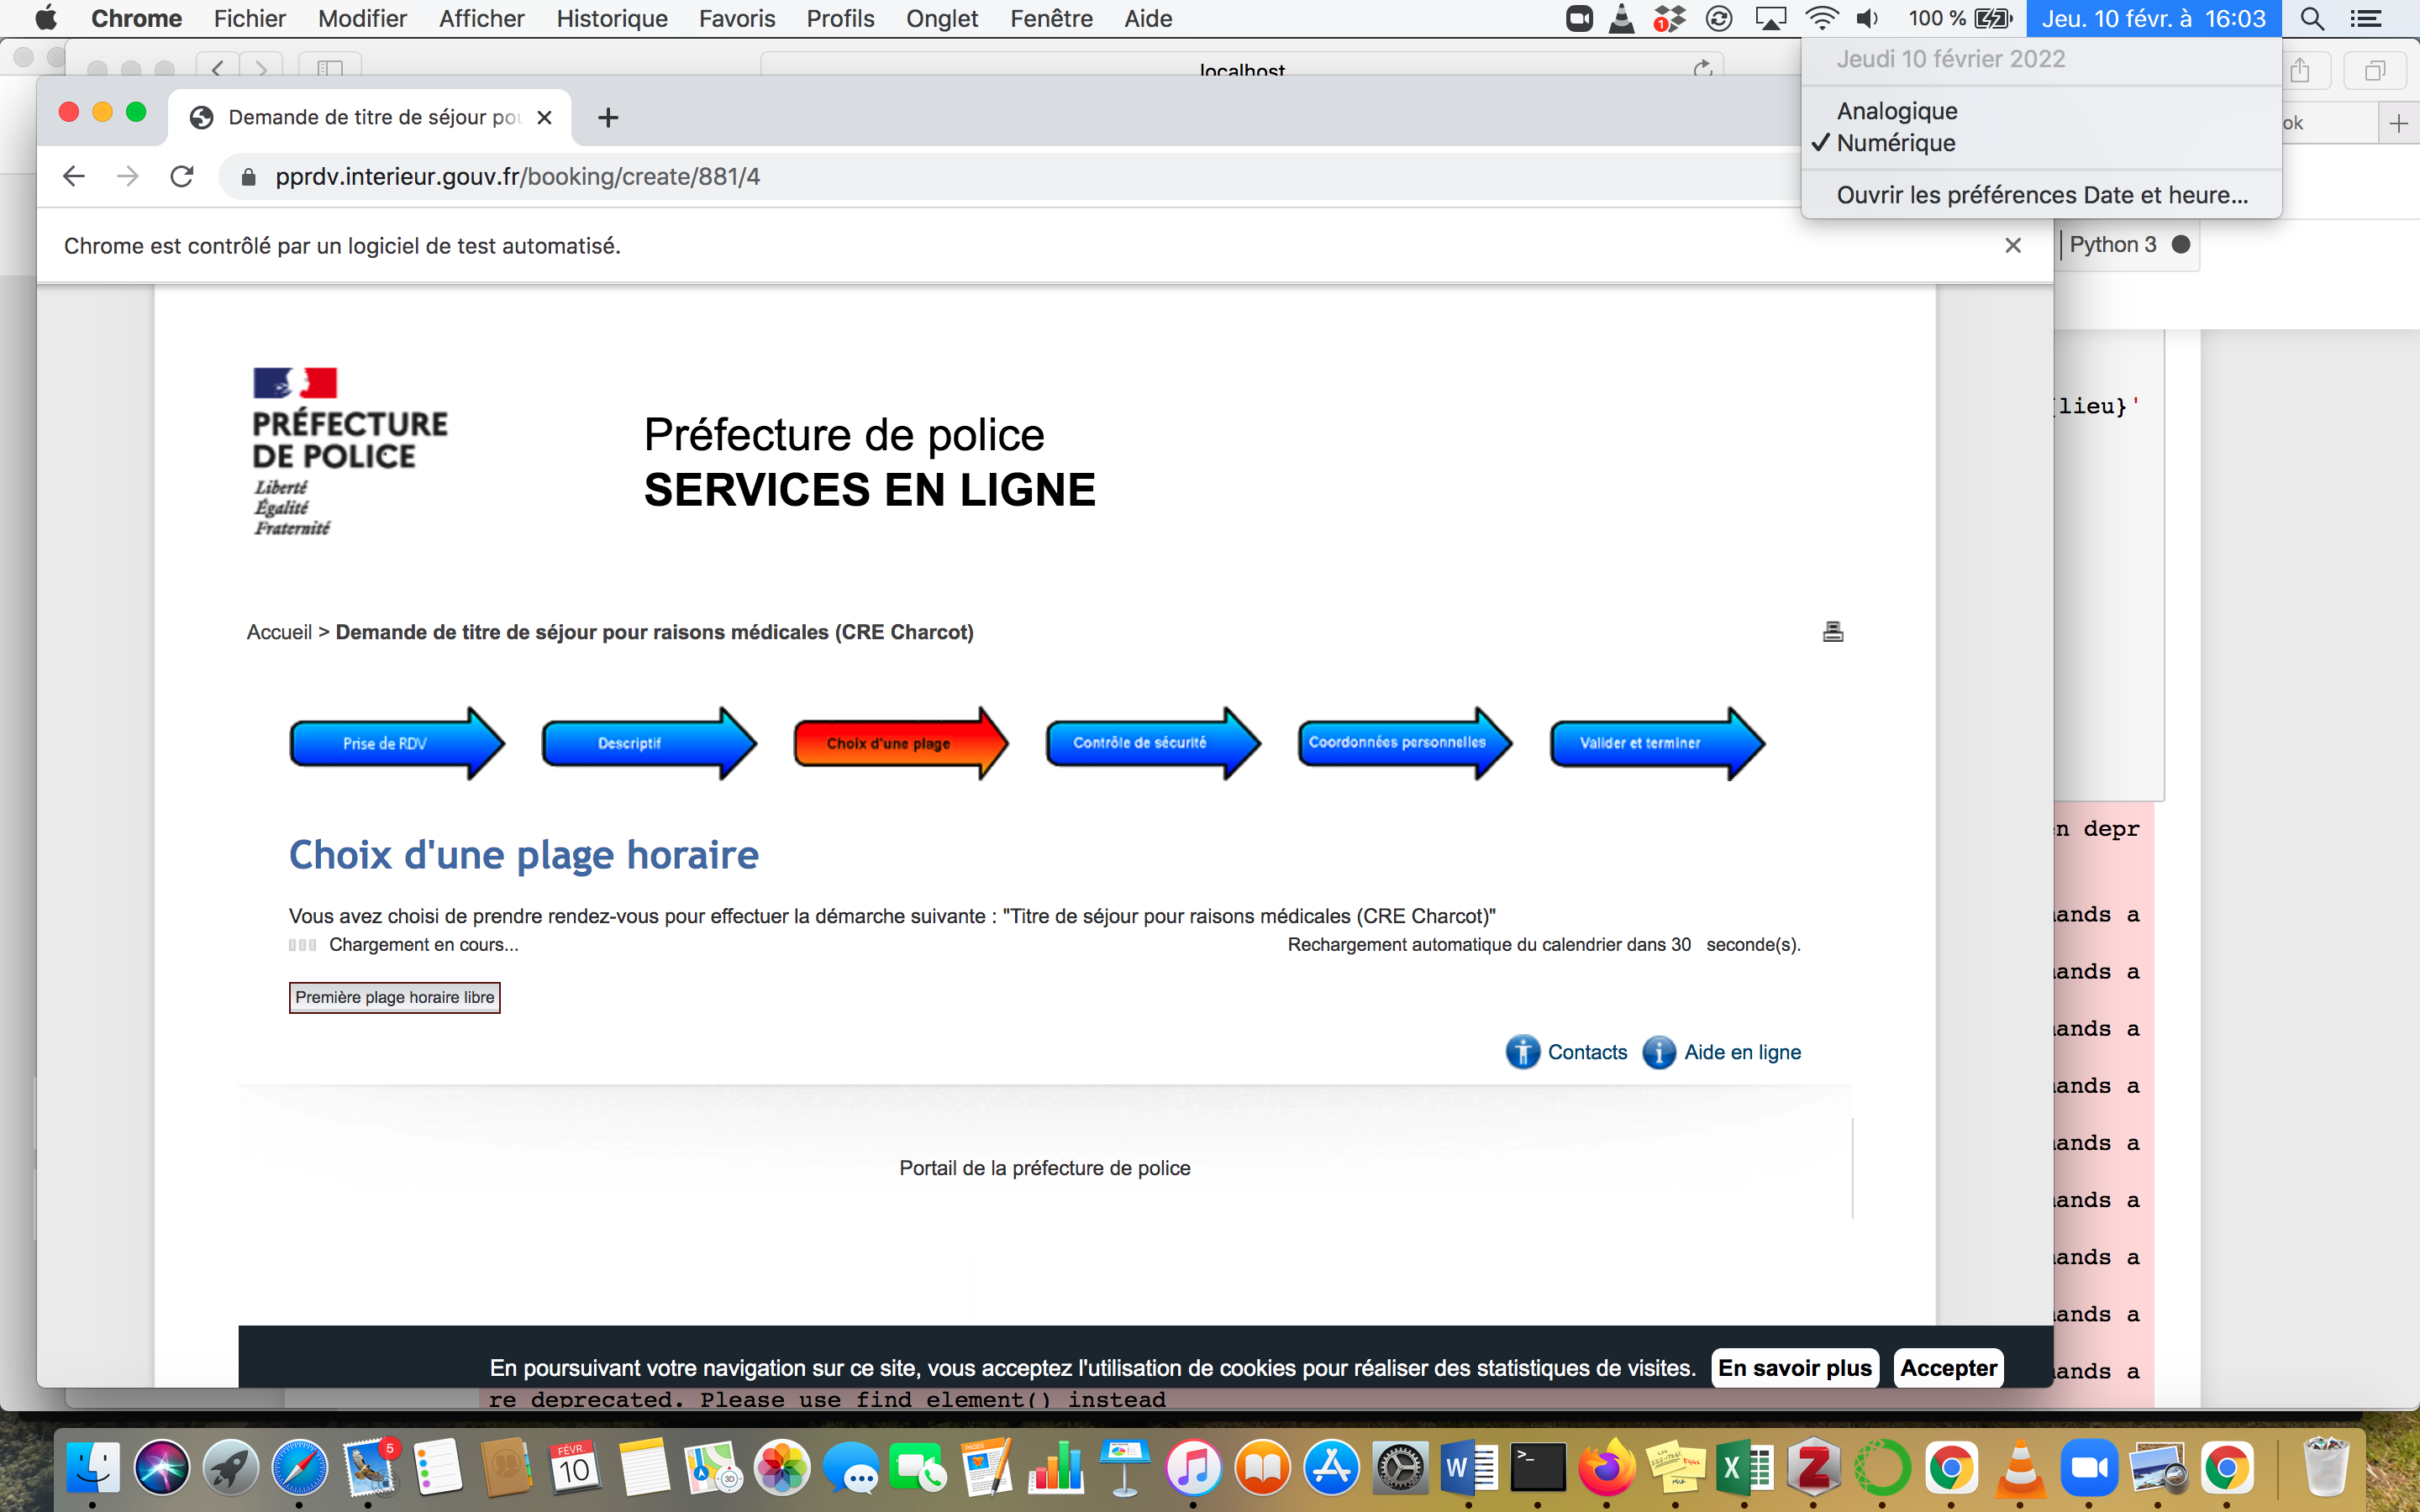 Chrome Fichier Modifier Afficher Historique Favoris Profils Onglet Fenêtre Aide 1 100 % Jeu. 10 févr. à 16:03
Jeudi 10 février 2022
Analogique
✓ Numérique
Ouvrir les préférences Date et heure...
localhost
ok
Demande de titre de séjour
pprdv.interieur.gouv.fr/booking/create/881/4
Chrome est contrôlé par un logiciel de test automatisé.
Python 3
lieu}'
PRÉFECTURE
DE POLICE
Liberté
Égalité
Fraternité
Préfecture de police
SERVICES EN LIGNE
Accueil > Demande de titre de séjour pour raisons médicales (CRE Charcot)
Prise de RDV Descriptif Choix d'une plage Contrôle de sécurité Coordonnées personnelles Valider et terminer
Choix d'une plage horaire
n depr
Vous avez choisi de prendre rendez-vous pour effectuer la démarche suivante : "Titre de séjour pour raisons médicales (CRE Charcot)"
ands a
Chargement en cours... Rechargement automatique du calendrier dans 30 seconde(s).
ands a
Première plage horaire libre
ands a
Contacts Aide en ligne
ands a
ands a
Portail de la préfecture de police
ands a
ands a
ands a
ands a
En poursuivant votre navigation sur ce site, vous acceptez l'utilisation de cookies pour réaliser des statistiques de visites. En savoir plus Accepter
re deprecated. Please use find element() instead
5
FÉVR.
10
PAGES
3D
W
X
Z